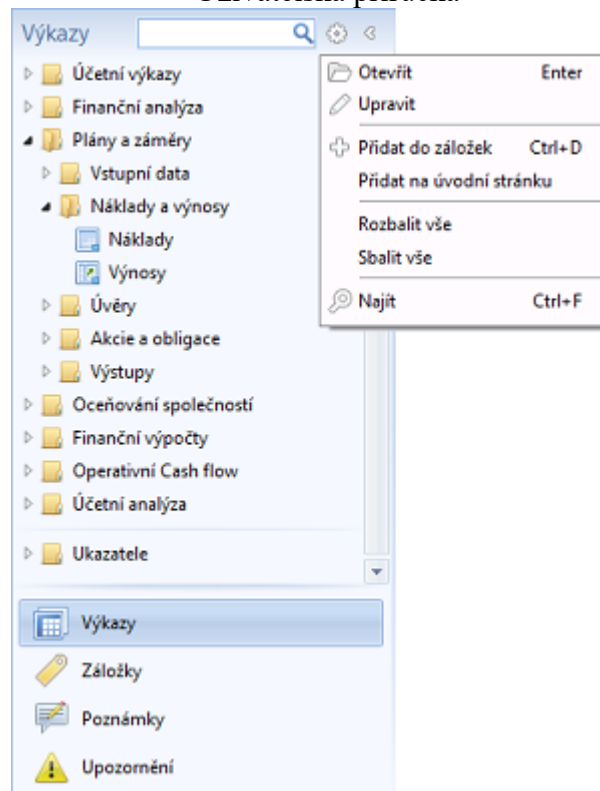 Výkazy
Účetní výkazy
Finanční analýza
Plány a záměry
Vstupní data
Náklady a výnosy
Náklady
Výnosy
Úvěry
Akcie a obligace
Výstupy
Oceňování společností
Finanční výpočty
Operativní Cash flow
Účetní analýza
Ukazatele
Otevřít Enter
Upravit
Přidat do záložek Ctrl+D
Přidat na úvodní stránku
Rozbalit vše
Sbalit vše
Najít Ctrl+F
Výkazy
Záložky
Poznámky
Upozornění